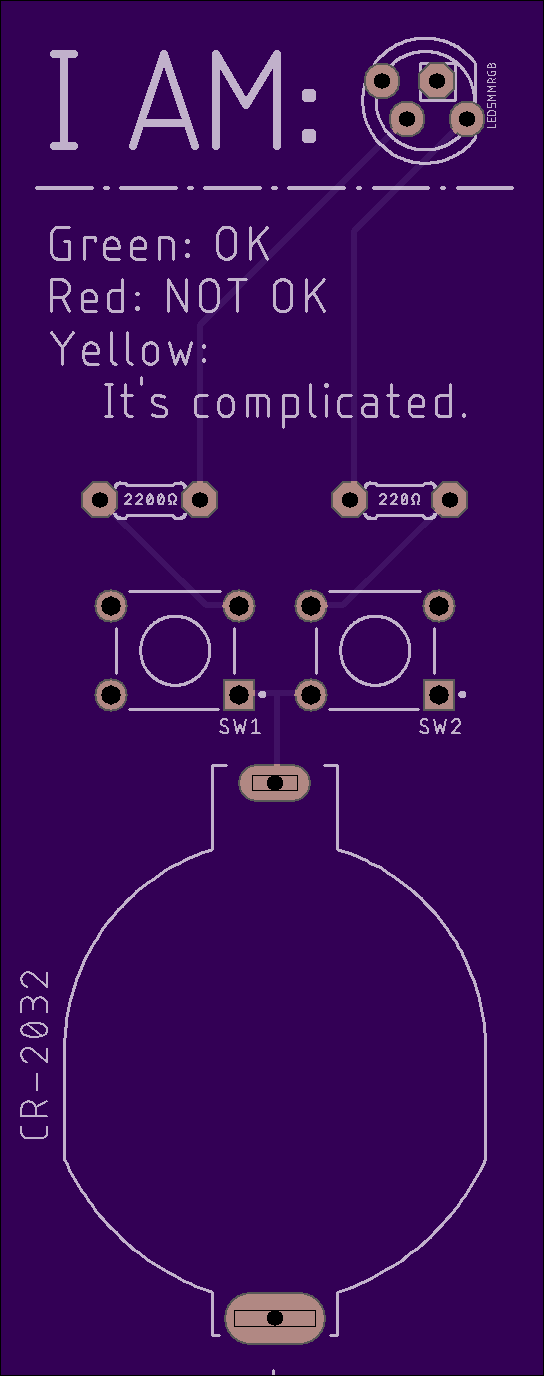 I AM:
LED5MMRGB
Green: OK
Red: NOT OK
Yellow:
It's complicated.
2200Ω
220Ω
SW1
SW2
CR-2032